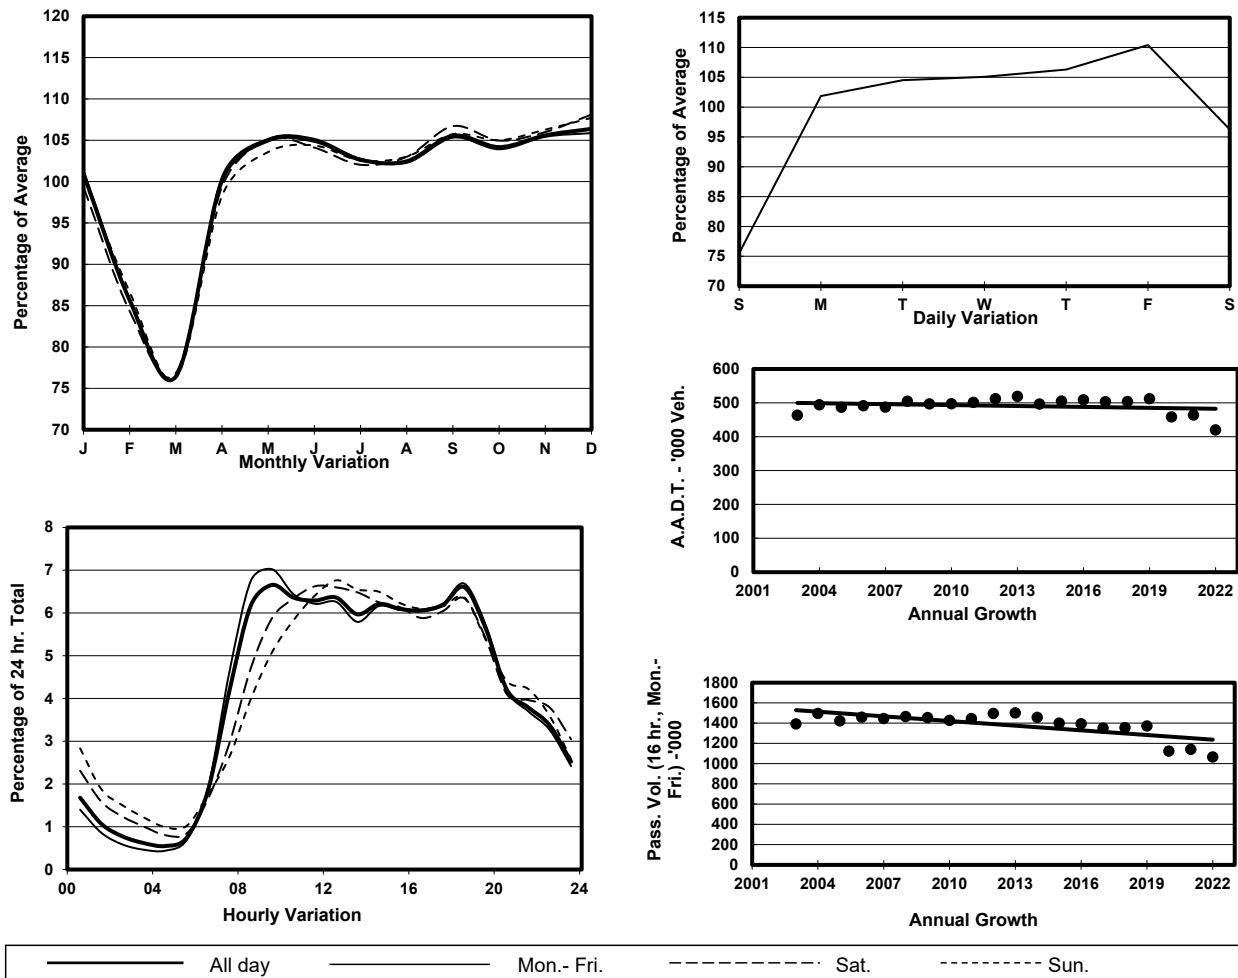 120
115
110
105
100
95
90
85
80
75
70
Percentage of Average
J F M A M J J A S O N D
Monthly Variation
115
110
105
100
95
90
85
80
75
70
Percentage of Average
S M T W T F S
Daily Variation
600
500
400
300
200
100
0
A.A.D.T. - '000 Veh.
2001 2004 2007 2010 2013 2016 2019 2022
Annual Growth
8
7
6
5
4
3
2
1
0
Percentage of 24 hr. Total
00 04 08 12 16 20 24
Hourly Variation
1800
1600
1400
1200
1000
800
600
400
200
0
Pass. Vol. (16 hr., Mon.-
Fri.) -'000
2001 2004 2007 2010 2013 2016 2019 2022
Annual Growth
All day Mon.- Fri. Sat. Sun.